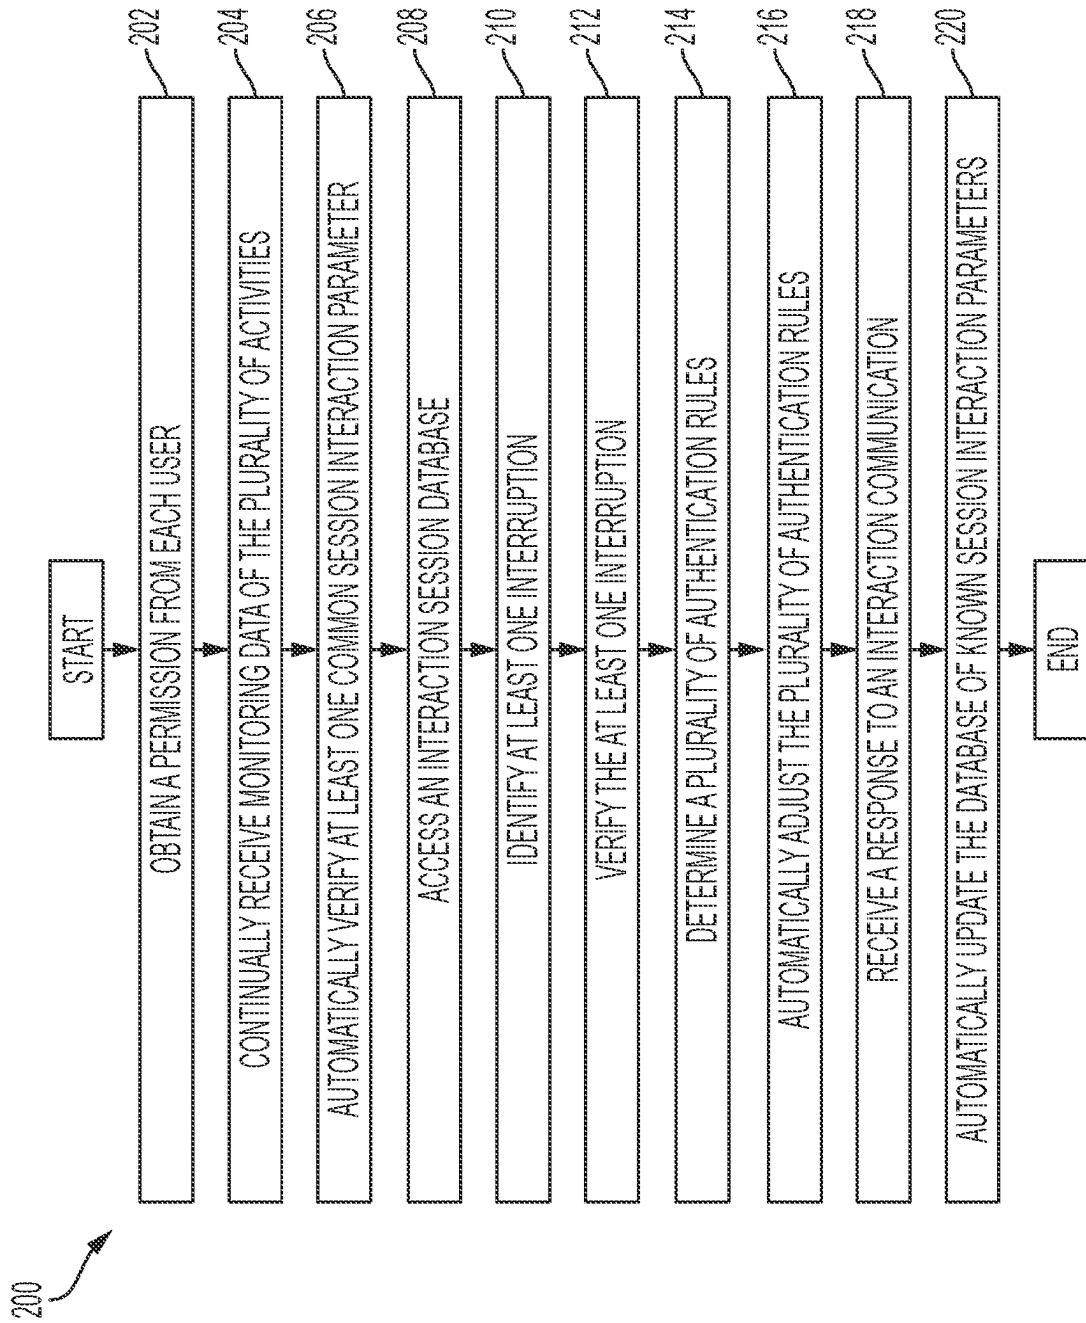 200
START
OBTAIN A PERMISSION FROM EACH USER
202
CONTINUALLY RECEIVE MONITORING DATA OF THE PLURALITY OF ACTIVITIES
204
AUTOMATICALLY VERIFY AT LEAST ONE COMMON SESSION INTERACTION PARAMETER
206
ACCESS AN INTERACTION SESSION DATABASE
208
IDENTIFY AT LEAST ONE INTERRUPTION
210
VERIFY THE AT LEAST ONE INTERRUPTION
212
DETERMINE A PLURALITY OF AUTHENTICATION RULES
214
AUTOMATICALLY ADJUST THE PLURALITY OF AUTHENTICATION RULES
216
RECEIVE A RESPONSE TO AN INTERACTION COMMUNICATION
218
AUTOMATICALLY UPDATE THE DATABASE OF KNOWN SESSION INTERACTION PARAMETERS
220
END